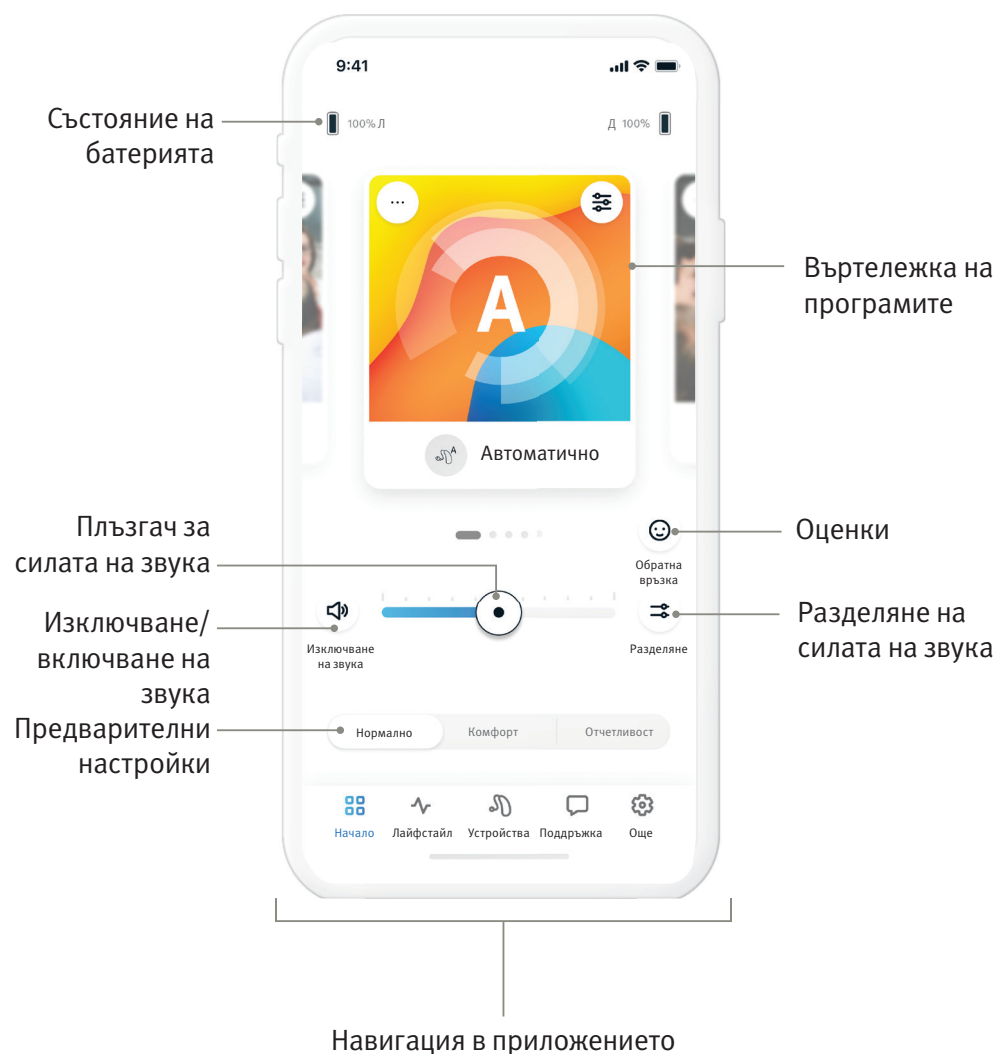 9:41
Състояние на
батерията
100% Л
Д 100%
...
A
Въртележка на
програмите
A
Автоматично
Плъзгач за
силата на звука
Оценки
Обратна
връзка
Изключване/
включване на
звука
Изключване
на звука
Разделяне
Разделяне на
силата на звука
Предварителни
настройки
Нормално
Комфорт
Отчетливост
Начало
Лайфстайл
Устройства
Поддръжка
Още
Навигация в приложението